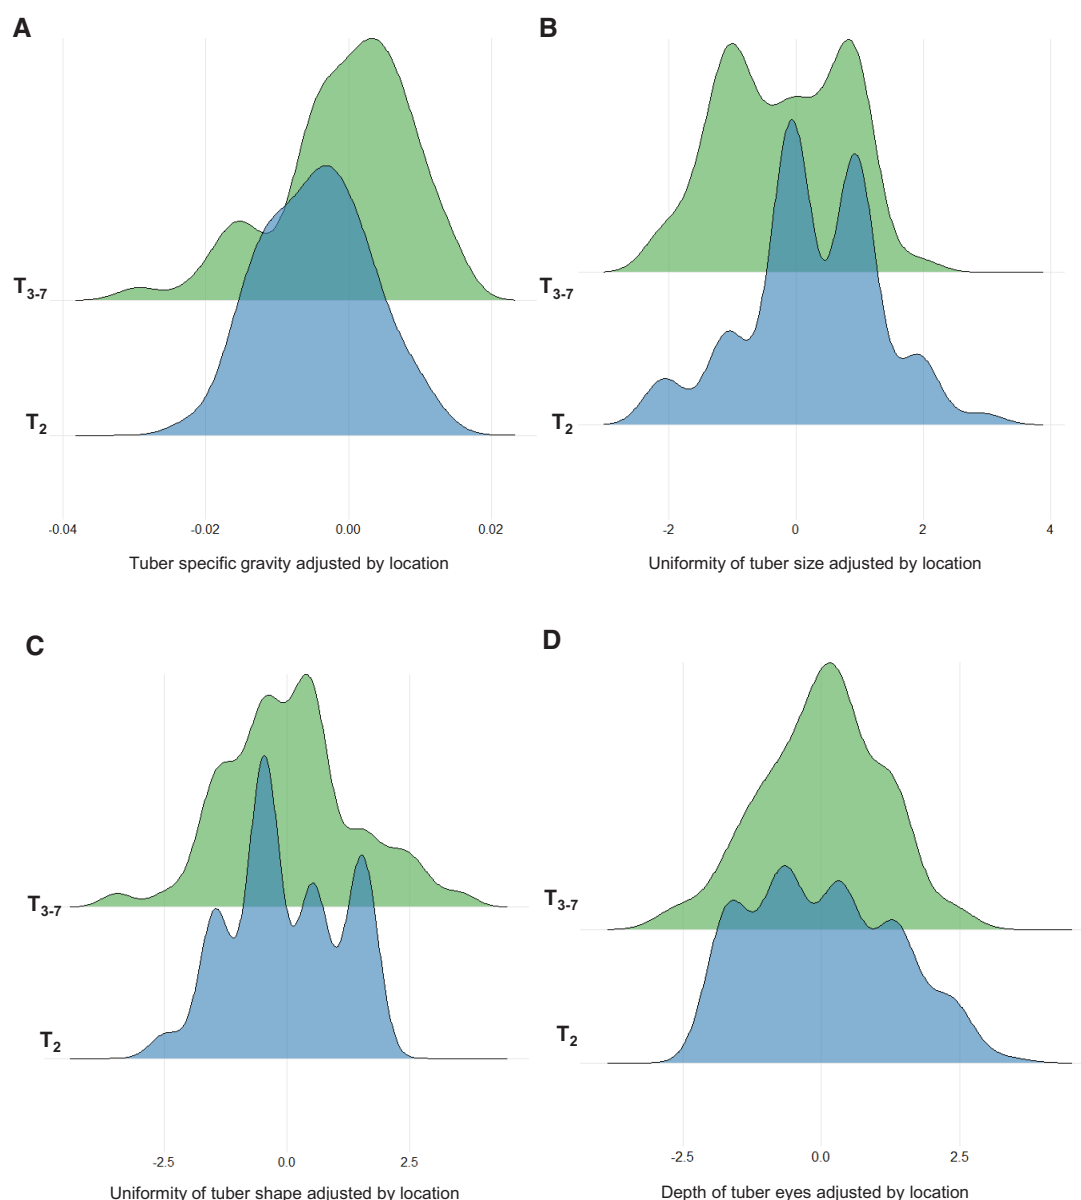 A
B
T3-7
T3-7
T2
T2
-0.04 -0.02 0.00 0.02
-2 0 2 4
Tuber specific gravity adjusted by location
Uniformity of tuber size adjusted by location
C
D
T3-7
T3-7
T2
T2
-2.5 0.0 2.5
-2.5 0.0 2.5
Uniformity of tuber shape adjusted by location
Depth of tuber eyes adjusted by location